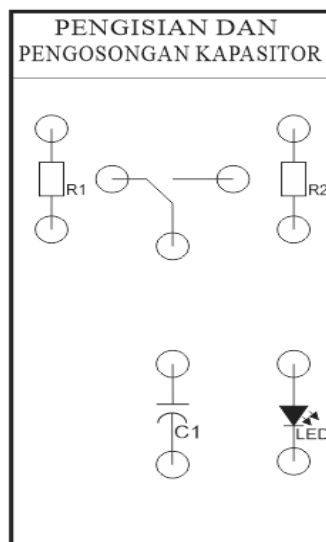 PENGISIAN DAN
PENGOSONGAN KAPASITOR
R1
R2
C1
LED